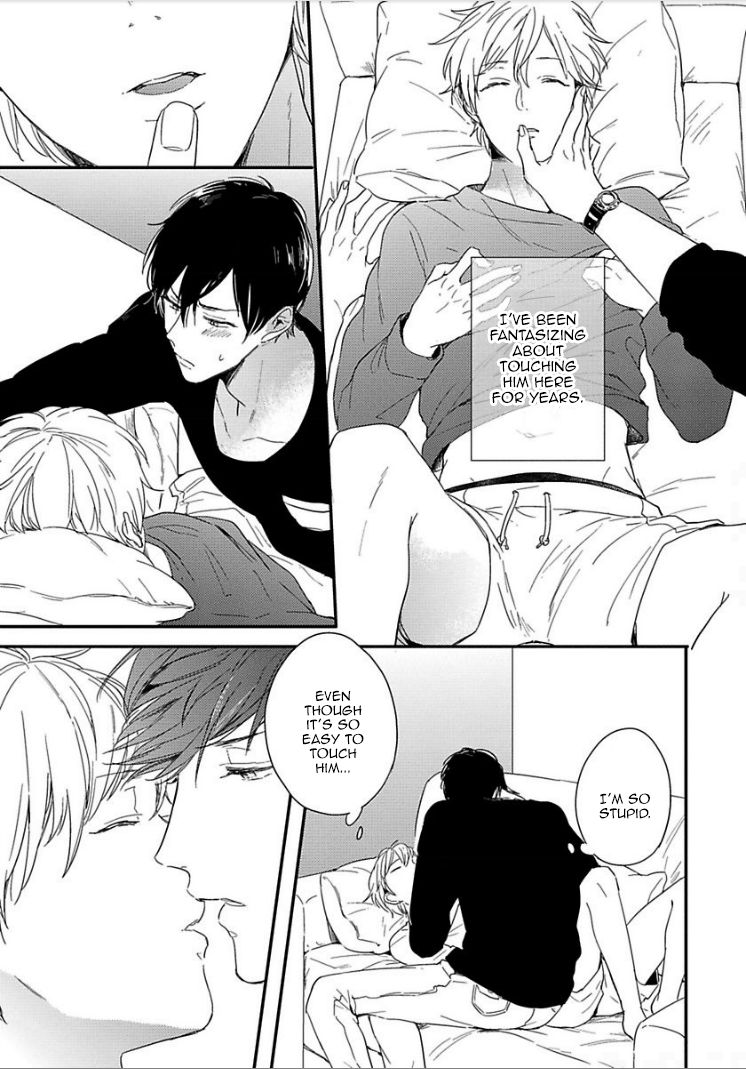 I'VE BEEN
FANTASIZING
ABOUT
TOUCHING
HIM HERE
FOR YEARS.
EVEN
THOUGH
IT'S SO
EASY TO
TOUCH
HIM...
I'M SO
STUPID.